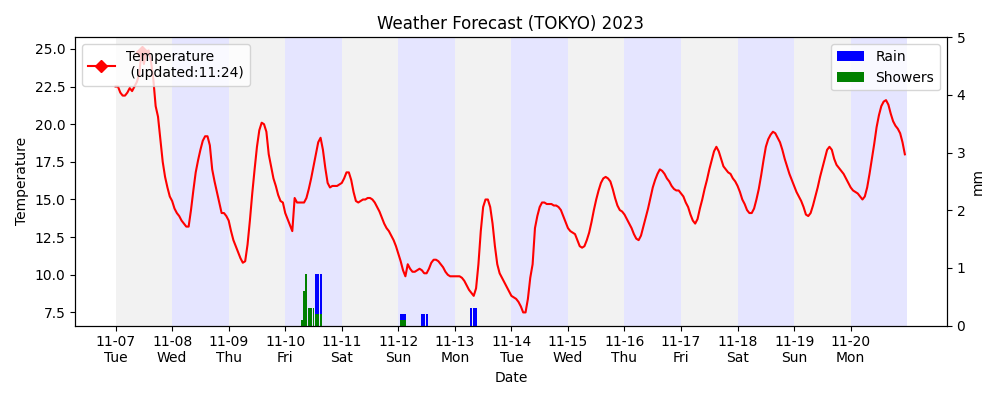 Weather Forecast (TOKYO) 2023
Temperature
(updated:11:24)
Rain
Showers
25.0
22.5
20.0
17.5
15.0
12.5
10.0
7.5
Temperature
5
4
3
2
1
0
mm
11-07 11-08 11-09 11-10 11-11 11-12 11-13 11-14 11-15 11-16 11-17 11-18 11-19 11-20
Tue Wed Thu Fri Sat Sun Mon Tue Wed Thu Fri Sat Sun Mon
Date